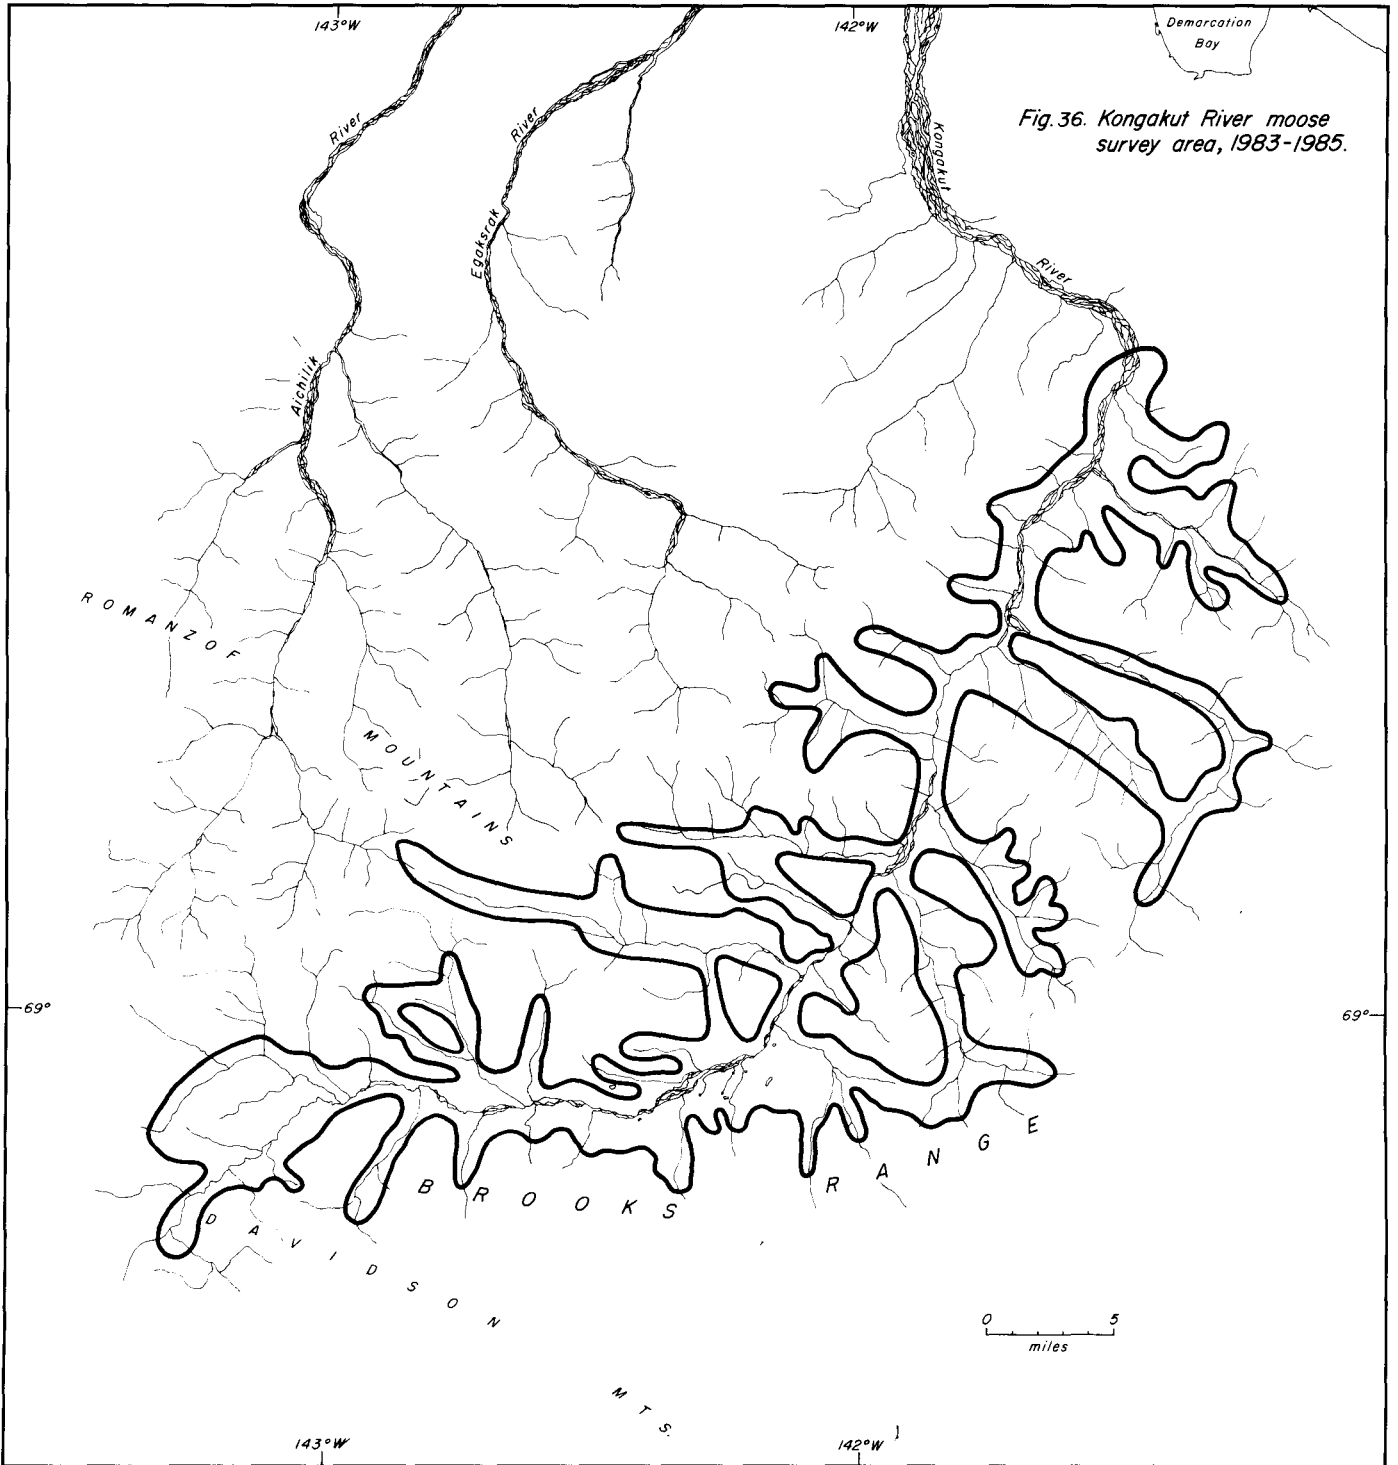 143°W
142°W
Demarcation
Bay
Fig. 36. Kongakut River moose
survey area, 1983-1985.
River
River
Kongakut
Egaksrak
River
Aichilik
ROMANZOF
MOUNTAINS
69°
69°
BROOKS RANGE
DAVIDSON
MTS.
0 5
miles
143°W
142°W